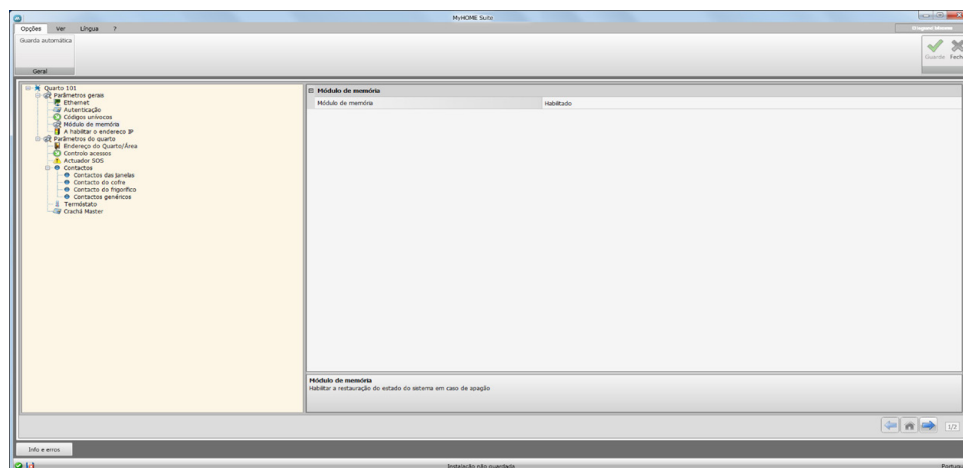 MyHOME Suite
Opções Ver Língua ?
Guarda automática
Guarde Fech
Geral
Quarto 101
Parâmetros gerais
Ethernet
Autenticação
Códigos unívocos
Módulo de memória
A habilitar o endereco IP
Parâmetros do quarto
Endereço do Quarto/Área
Controlo acessos
Actuador SOS
Contactos
Contactos das janelas
Contacto do cofre
Contacto do frigorífico
Contactos genéricos
Termóstato
Crachá Master
Módulo de memória
Módulo de memória Habilitado
Módulo de memória
Habilitar a restauração do estado do sistema em caso de apagão
1/2
Info e erros
Instalação não guardada
Portuguê